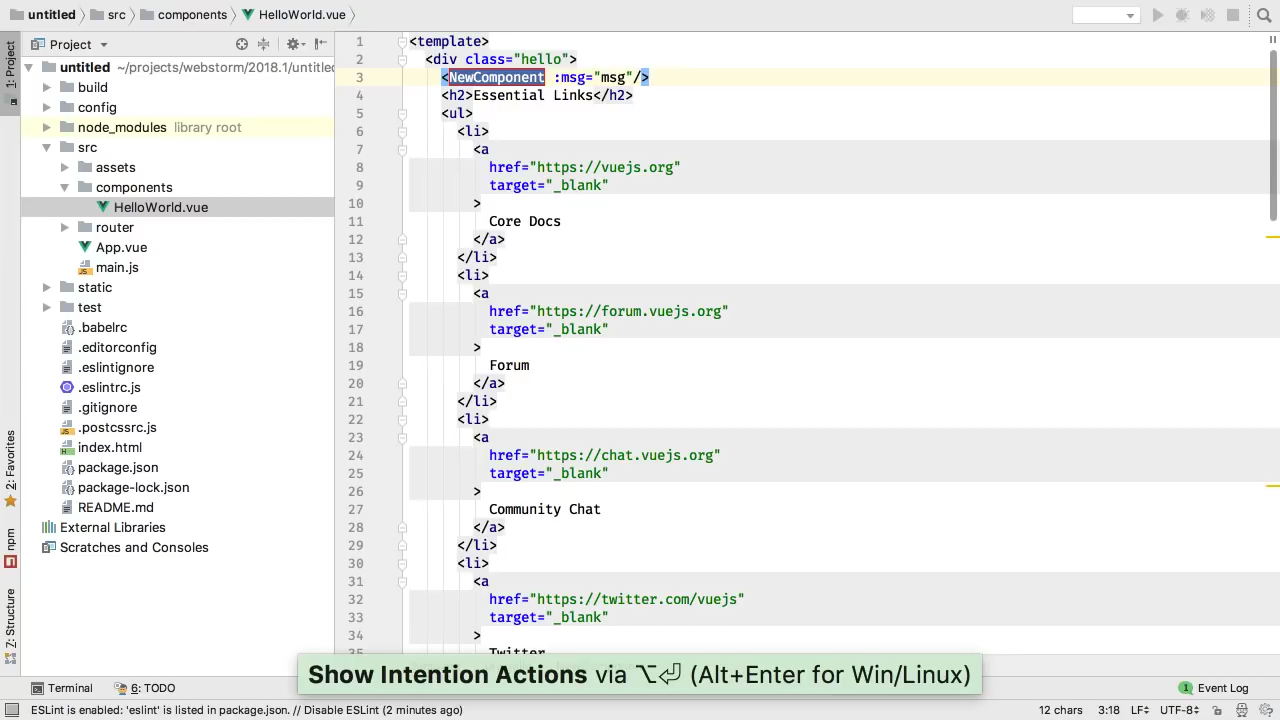 untitled src components HelloWorld.vue
1: Project
Project
untitled ~/projects/webstorm/2018.1/untitled
build
config
node_modules library root
src
assets
components
HelloWorld.vue
router
App.vue
main.js
static
test
.babelrc
.editorconfig
.eslintignore
.eslintrc.js
.gitignore
.postcssrc.js
index.html
package.json
package-lock.json
README.md
External Libraries
Scratches and Consoles
2: Favorites
npm
Z: Structure
1 <template>
2 <div class="hello">
3 <NewComponent :msg="msg"/>
4 <h2>Essential Links</h2>
5 <ul>
6 <li>
7 <a
8 href="https://vuejs.org"
9 target="_blank"
10 >
11 Core Docs
12 </a>
13 </li>
14 <li>
15 <a
16 href="https://forum.vuejs.org"
17 target="_blank"
18 >
19 Forum
20 </a>
21 </li>
22 <li>
23 <a
24 href="https://chat.vuejs.org"
25 target="_blank"
26 >
27 Community Chat
28 </a>
29 </li>
30 <li>
31 <a
32 href="https://twitter.com/vuejs"
33 target="_blank"
34 >
35 Twitter
Show Intention Actions via ⌥⏎ (Alt+Enter for Win/Linux)
Terminal 6: TODO 1 Event Log
ESLint is enabled: 'eslint' is listed in package.json. // Disable ESLint (2 minutes ago) 12 chars 3:18 LF÷ UTF-8÷